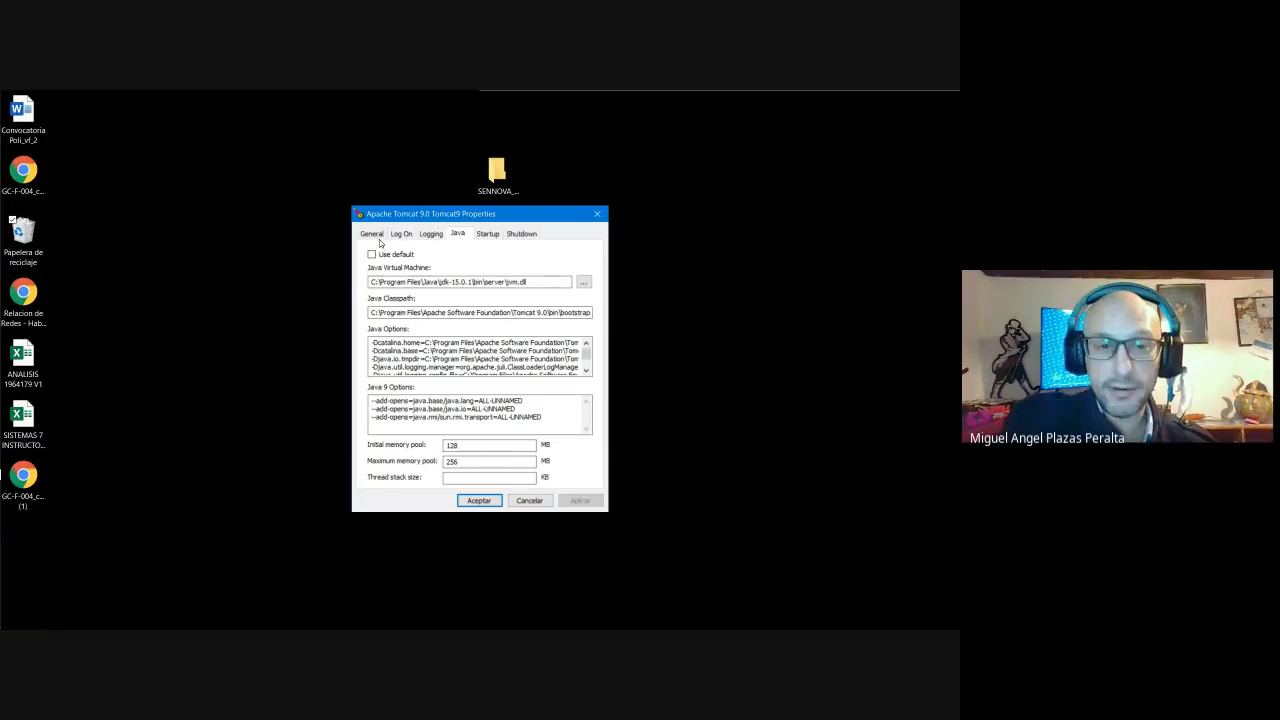 Convocatoria
Poli_vf_2
GC-F-004_c...
Papelera de
reciclaje
Relacion de
Redes - Hab...
ANALISIS
1964179 V1
SISTEMAS 7
INSTRUCTO...
GC-F-004_c...
(1)
SENNOVA_...
Apache Tomcat 9.0 Tomcat9 Properties
General Log On Logging Java Startup Shutdown
Use default
Java Virtual Machine:
C:\Program Files\Java\jdk-15.0.1\bin\server\jvm.dll
...
Java Classpath:
C:\Program Files\Apache Software Foundation\Tomcat 9.0\bin\bootstrap
Java Options:
-Dcatalina.home=C:\Program Files\Apache Software Foundation\Tom
-Dcatalina.base=C:\Program Files\Apache Software Foundation\Tom
-Djava.io.tmpdir=C:\Program Files\Apache Software Foundation\Tom
-Djava.util.logging.manager=org.apache.juli.ClassLoaderLogManage
Java 9 Options:
--add-opens=java.base/java.lang=ALL-UNNAMED
--add-opens=java.base/java.io=ALL-UNNAMED
--add-opens=java.rmi/sun.rmi.transport=ALL-UNNAMED
Initial memory pool: 128 MB
Maximum memory pool: 256 MB
Thread stack size: KB
Aceptar Cancelar Aplicar
Miguel Angel Plazas Peralta